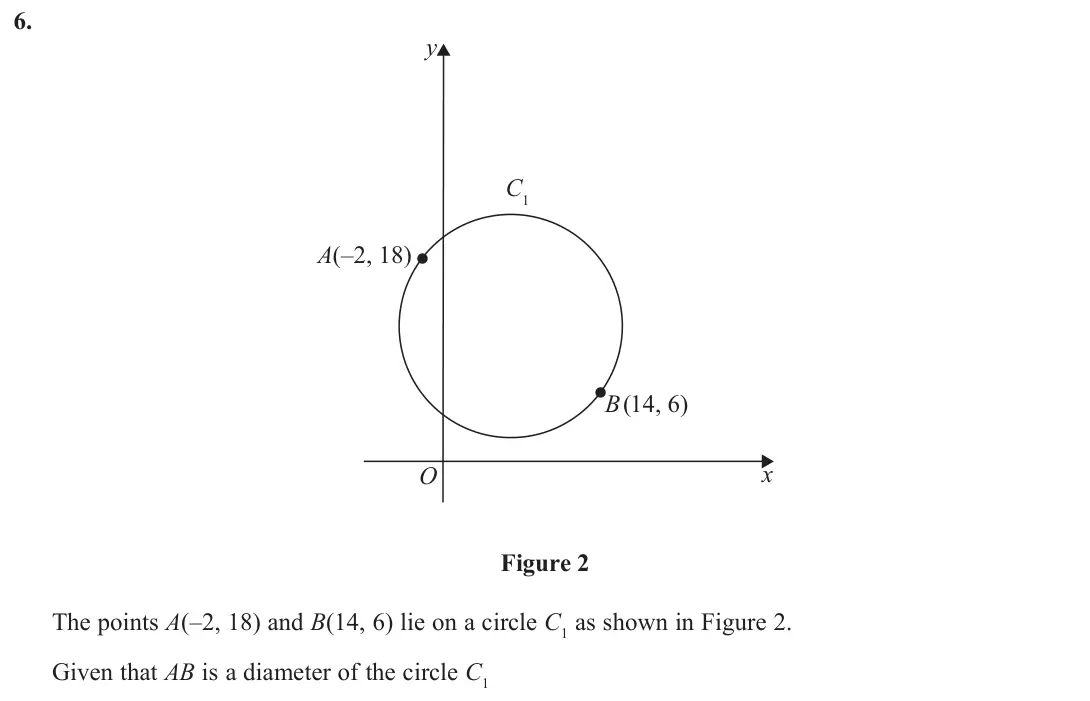 6.
y
C₁
A(–2, 18)
B(14, 6)
O
x
Figure 2
The points A(–2, 18) and B(14, 6) lie on a circle C₁ as shown in Figure 2.
Given that AB is a diameter of the circle C₁